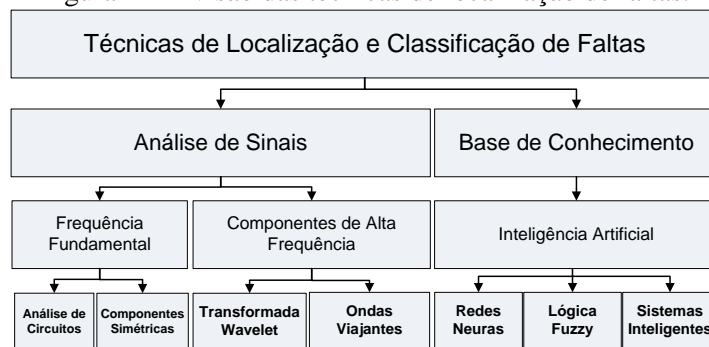 Técnicas de Localização e Classificação de Faltas
Análise de Sinais
Base de Conhecimento
Frequência
Fundamental
Componentes de Alta
Frequência
Inteligência Artificial
Análise de
Circuitos
Componentes
Simétricas
Transformada
Wavelet
Ondas
Viajantes
Redes
Neuras
Lógica
Fuzzy
Sistemas
Inteligentes